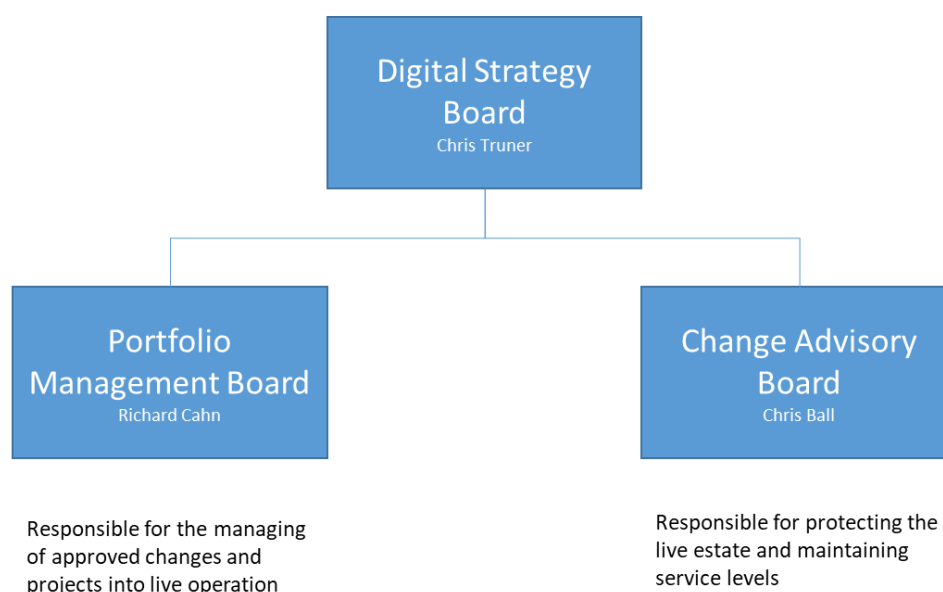 Digital Strategy
Board
Chris Truner
Portfolio
Management Board
Richard Cahn
Change Advisory
Board
Chris Ball
Responsible for the managing
of approved changes and
projects into live operation
Responsible for protecting the
live estate and maintaining
service levels